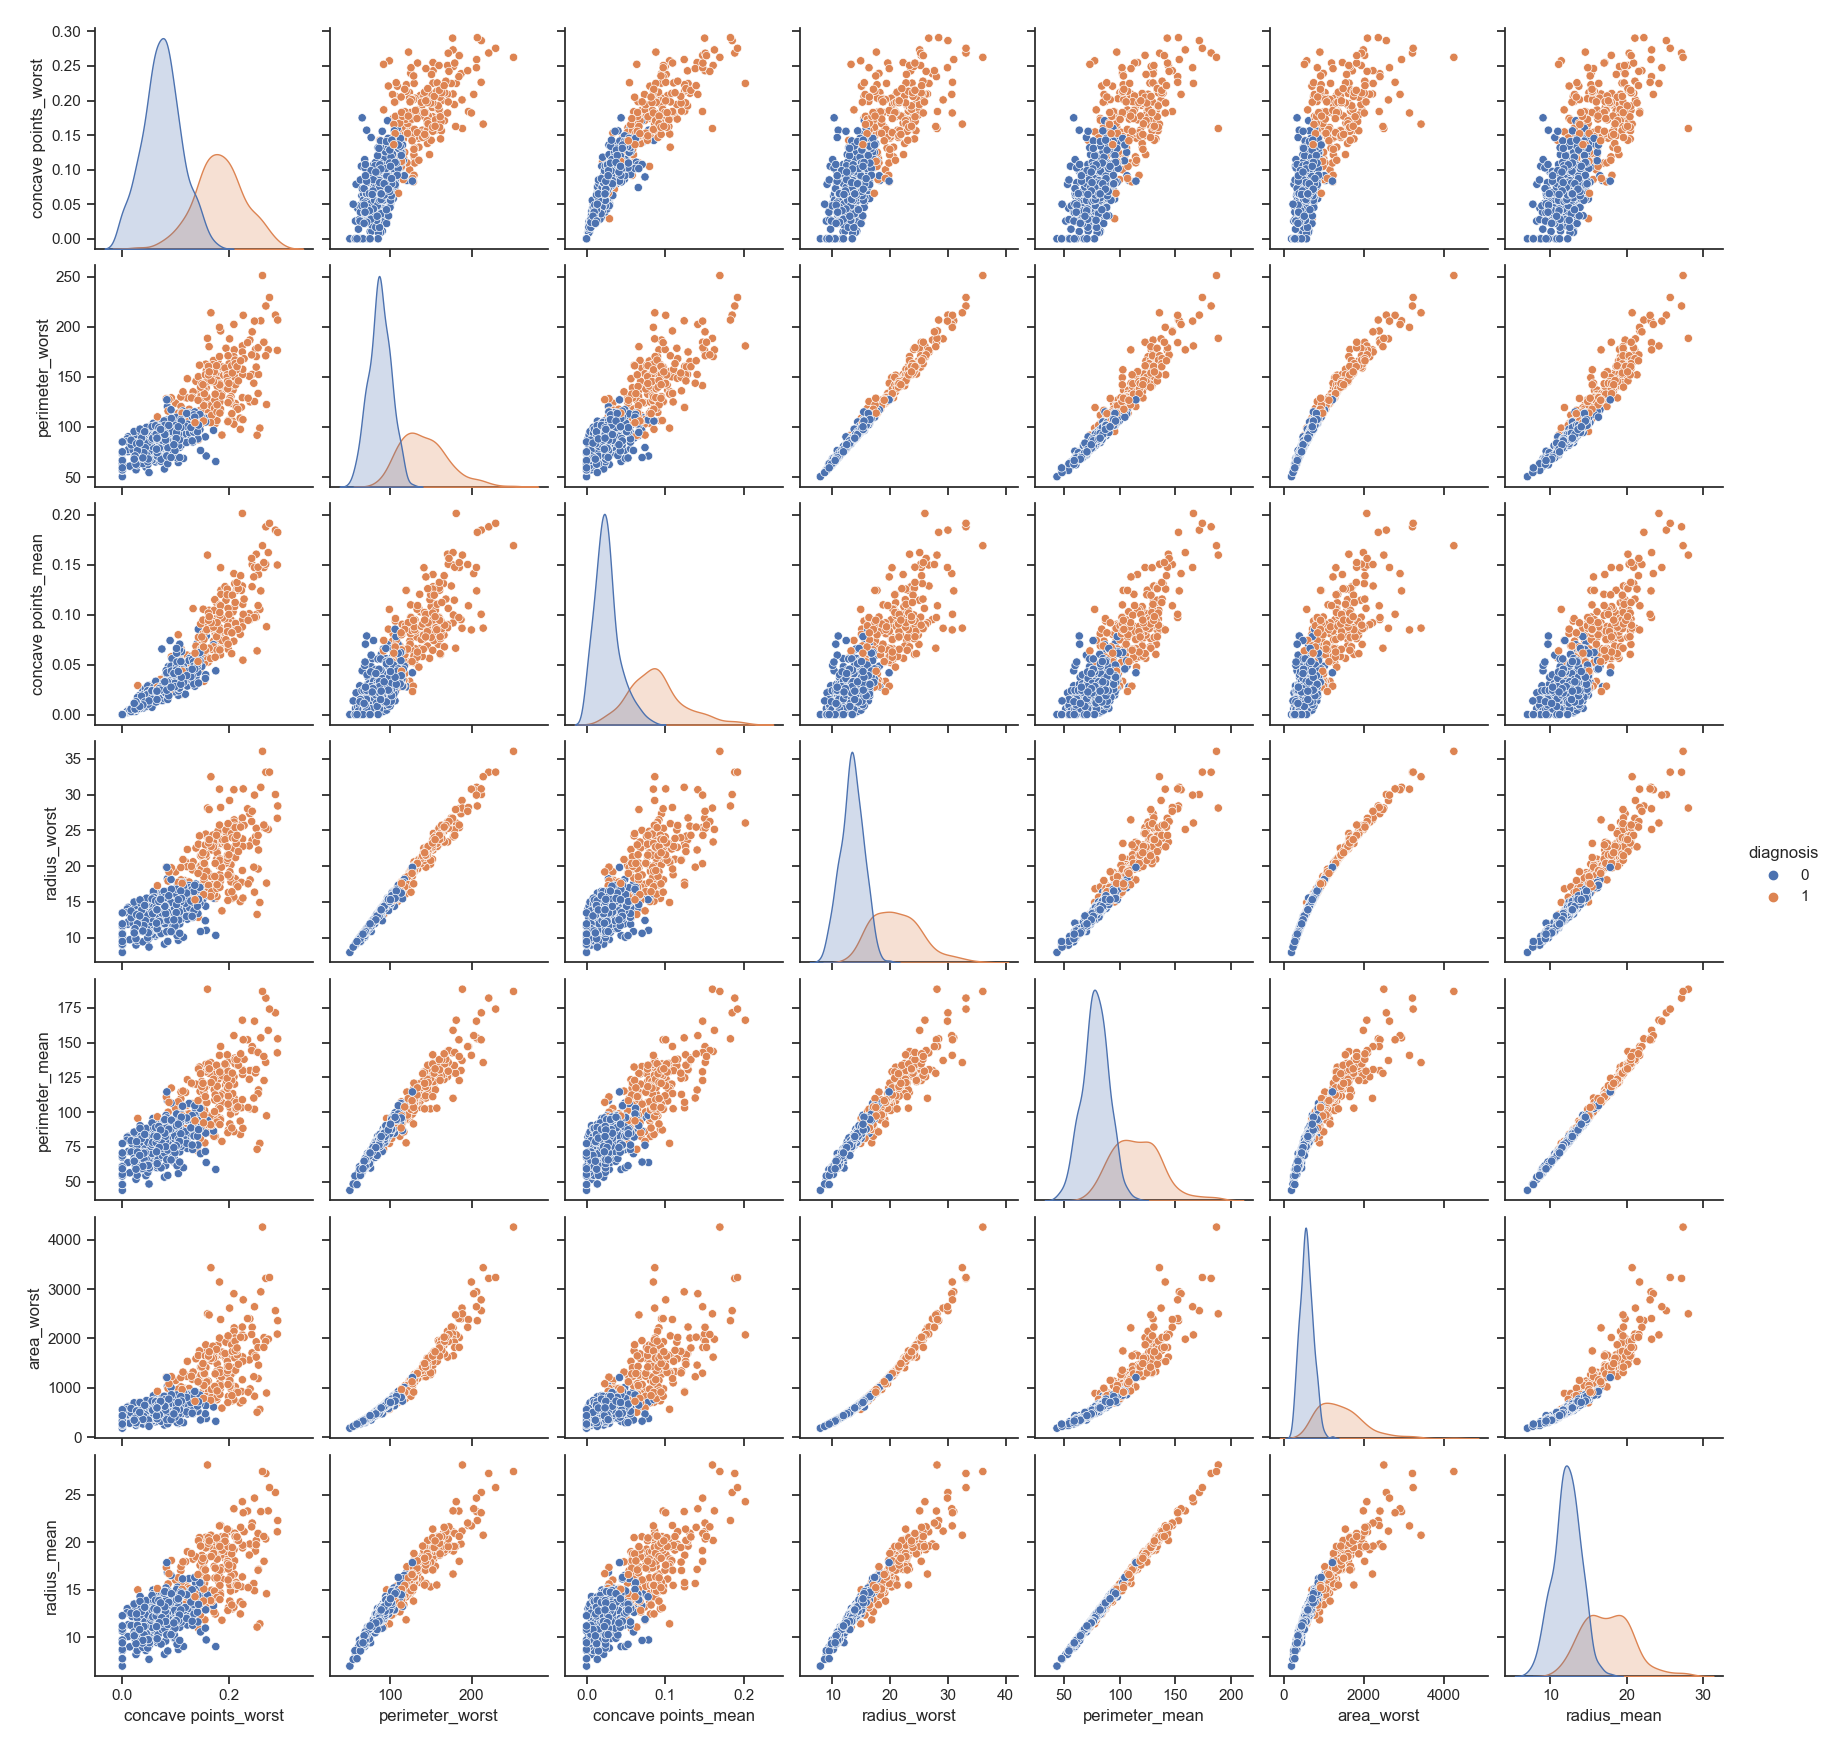 concave points_worst
0.30
0.25
0.20
0.15
0.10
0.05
0.00
perimeter_worst
250
200
150
100
50
concave points_mean
0.20
0.15
0.10
0.05
0.00
radius_worst
35
30
25
20
15
10
diagnosis
0
1
perimeter_mean
175
150
125
100
75
50
area_worst
4000
3000
2000
1000
0
radius_mean
25
20
15
10
0.0 0.2
100 200
0.0 0.1 0.2
10 20 30 40
50 100 150 200
0 2000 4000
10 20 30
concave points_worst
perimeter_worst
concave points_mean
radius_worst
perimeter_mean
area_worst
radius_mean